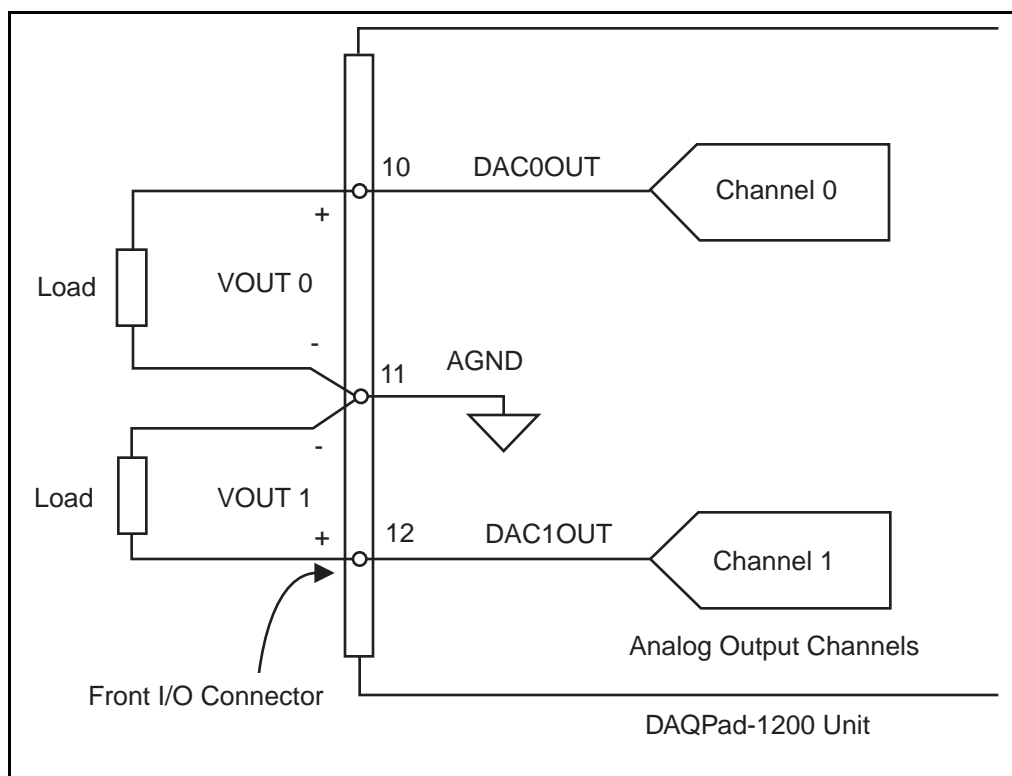 10 DAC0OUT
Channel 0
+
Load VOUT 0
-
11 AGND
-
Load VOUT 1
+
12 DAC1OUT
Channel 1
Analog Output Channels
Front I/O Connector
DAQPad-1200 Unit